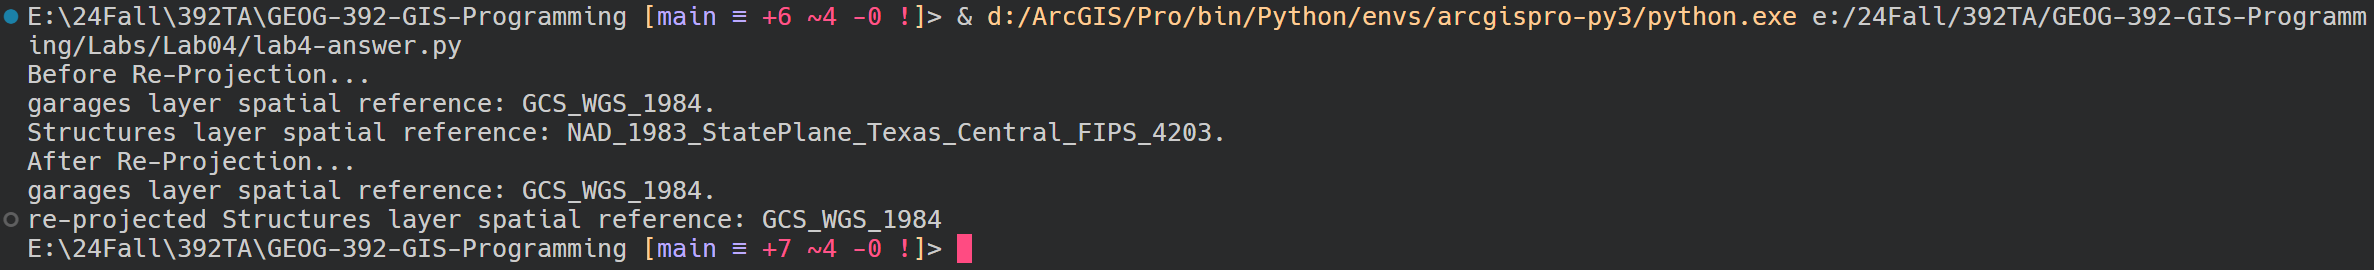 E:\24Fall\392TA\GEOG-392-GIS-Programming [main ≡ +6 ~4 -0 !]> & d:/ArcGIS/Pro/bin/Python/envs/arcgispro-py3/python.exe e:/24Fall/392TA/GEOG-392-GIS-Programm
ing/Labs/Lab04/lab4-answer.py
Before Re-Projection...
garages layer spatial reference: GCS_WGS_1984.
Structures layer spatial reference: NAD_1983_StatePlane_Texas_Central_FIPS_4203.
After Re-Projection...
garages layer spatial reference: GCS_WGS_1984.
re-projected Structures layer spatial reference: GCS_WGS_1984
E:\24Fall\392TA\GEOG-392-GIS-Programming [main ≡ +7 ~4 -0 !]>